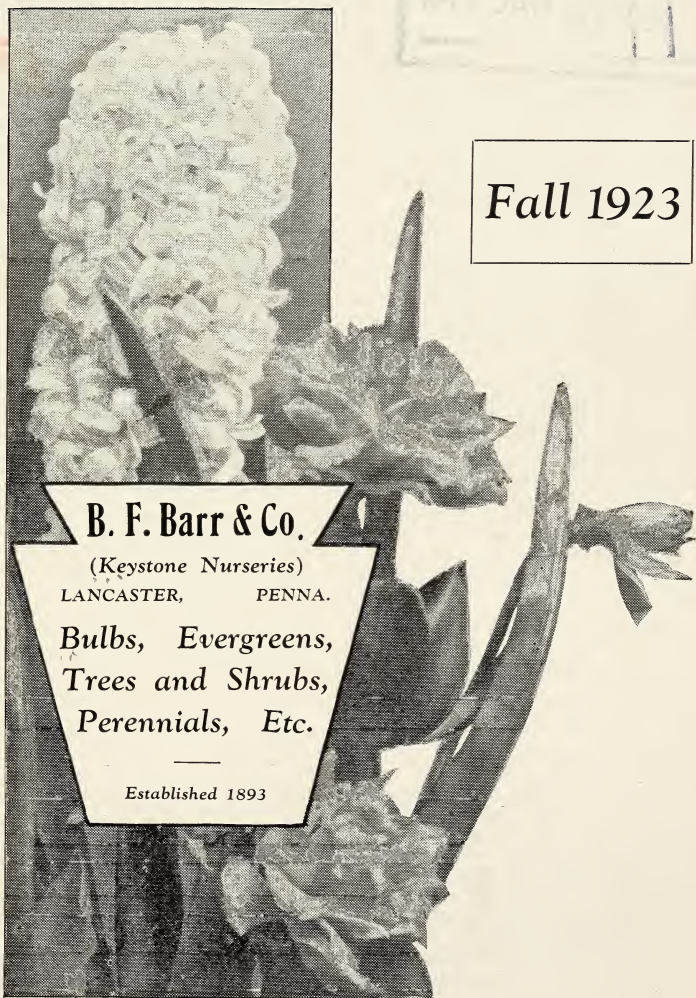 Fall 1923
B. F. Barr & Co.
(Keystone Nurseries)
LANCASTER, PENNA.
Bulbs, Evergreens,
Trees and Shrubs,
Perennials, Etc.
Established 1893